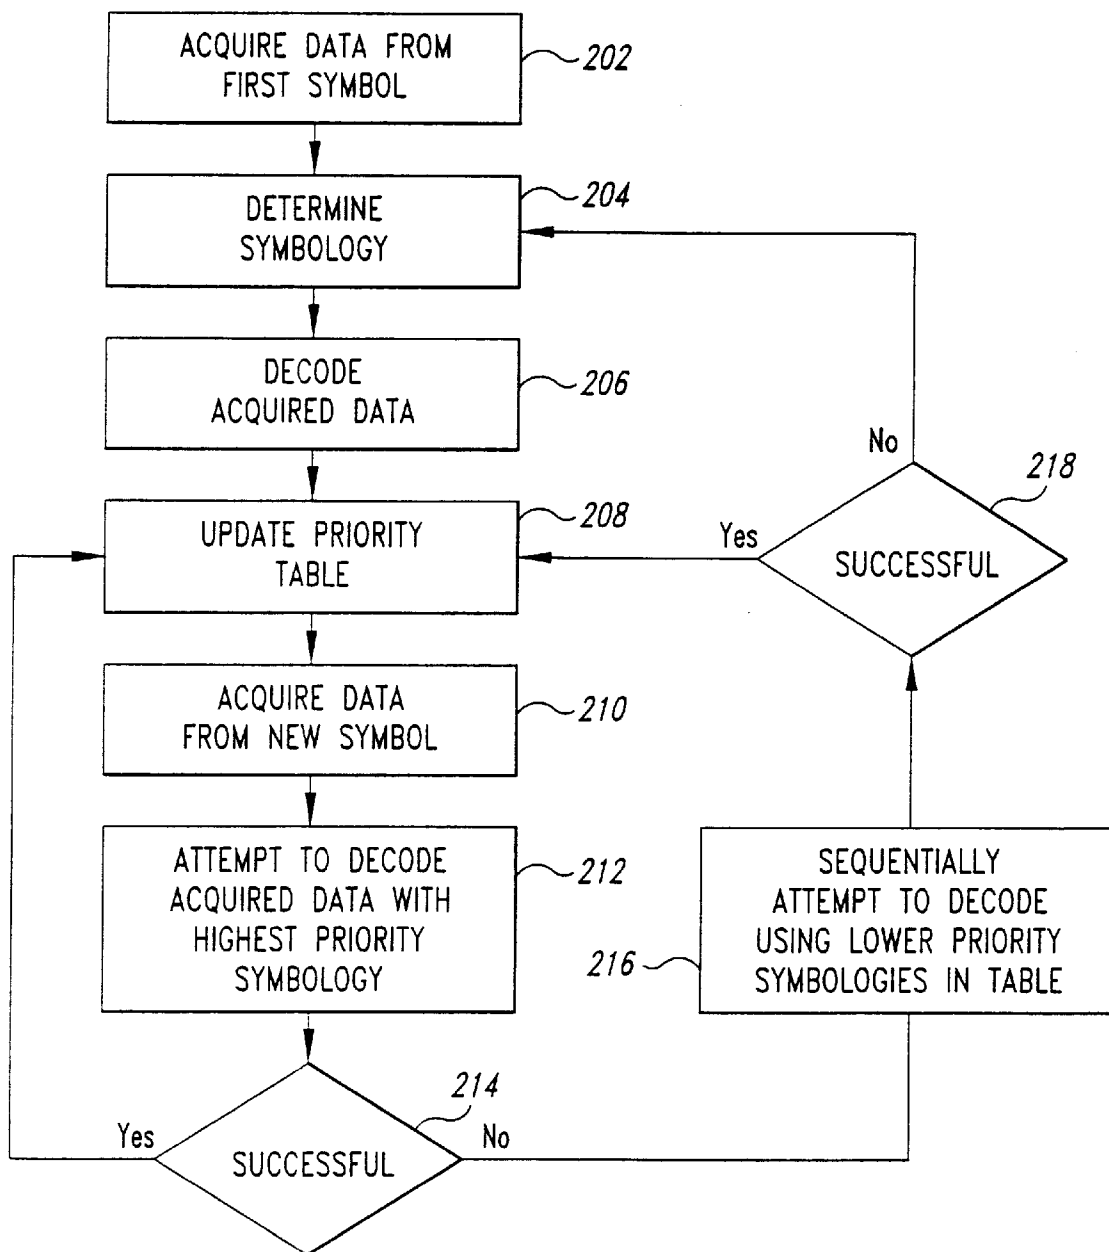 ACQUIRE DATA FROM
FIRST SYMBOL
202
DETERMINE
SYMBOLOGY
204
DECODE
ACQUIRED DATA
206
UPDATE PRIORITY
TABLE
208
Yes
No
SUCCESSFUL
218
ACQUIRE DATA
FROM NEW SYMBOL
210
ATTEMPT TO DECODE
ACQUIRED DATA WITH
HIGHEST PRIORITY
SYMBOLOGY
212
SEQUENTIALLY
ATTEMPT TO DECODE
USING LOWER PRIORITY
SYMBOLOGIES IN TABLE
216
Yes
SUCCESSFUL
214
No